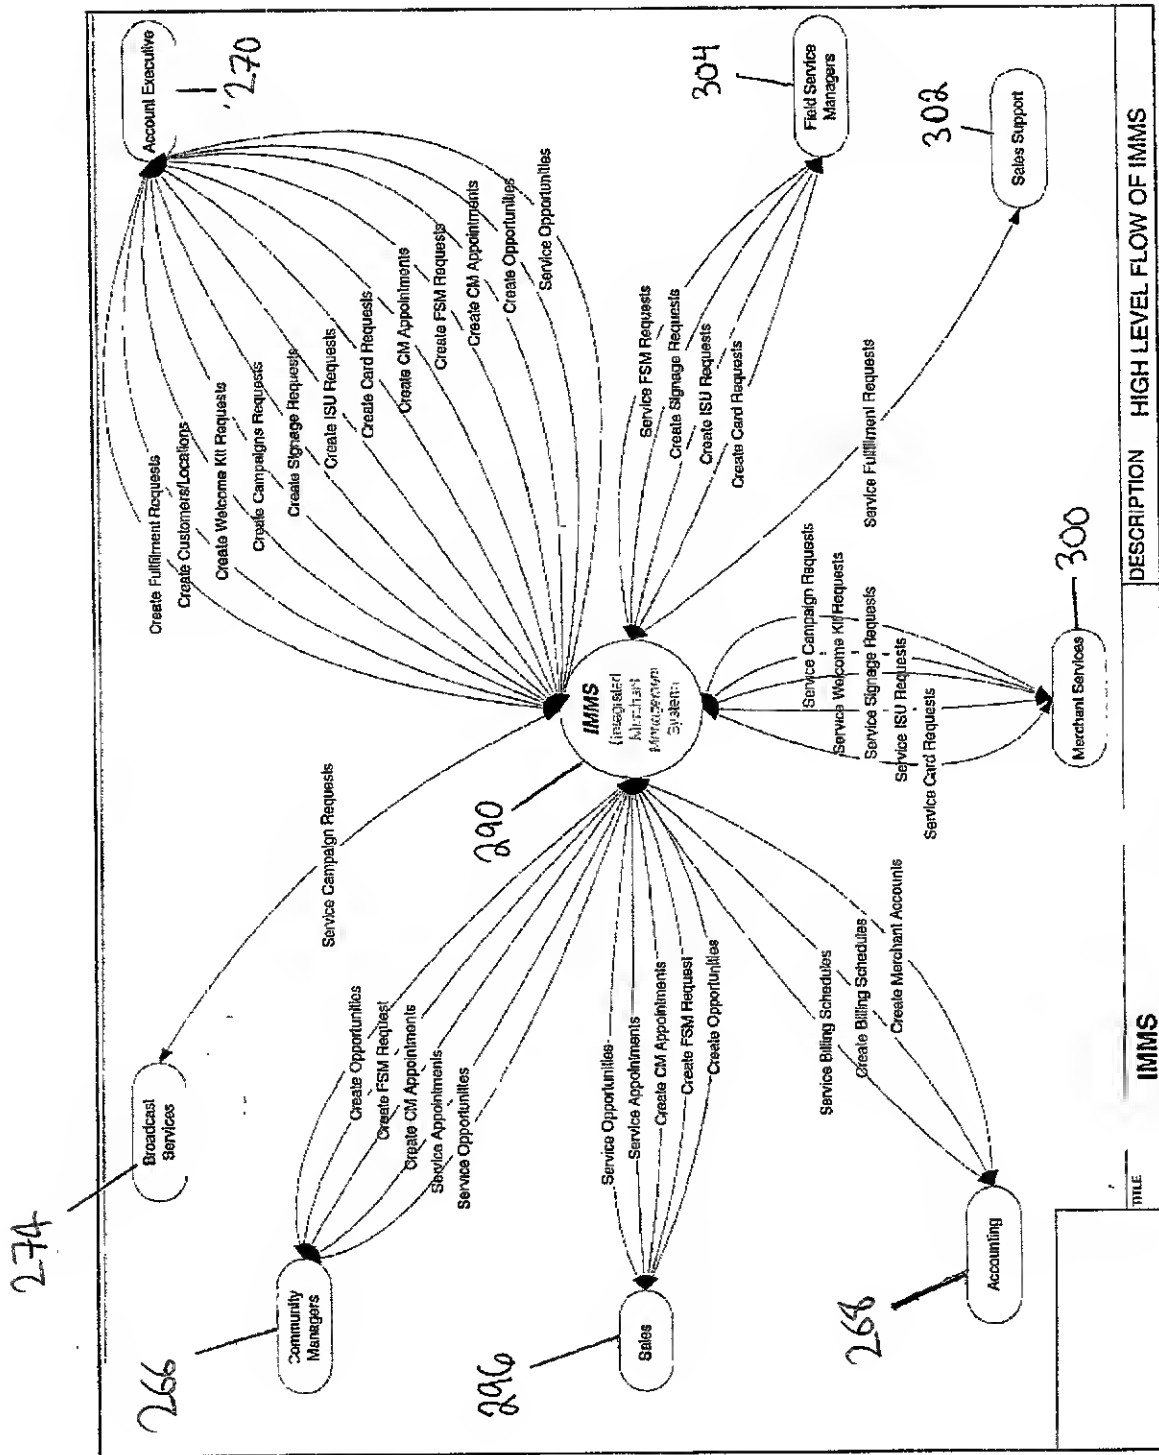 274
Broadcast
Services
Service Campaign Requests
266
Community
Managers
Create Opportunities
Create FSM Request
Create CM Appointments
Service Appointments
Service Opportunities
296
Sales
Service Opportunities
Service Appointments
Create CM Appointments
Create FSM Request
Create Opportunities
268
Accounting
Service Billing Schedules
Create Billing Schedules
Create Merchant Accounts
290
IMMS
Integrated
Merchant
Management
System
Account Executive
270
Create Fulfillment Requests
Create Customers/Locations
Create Welcome Kit Requests
Create Campaigns Requests
Create Signage Requests
Create ISU Requests
Create Card Requests
Create CM Appointments
Create FSM Requests
Create CM Appointments
Create Opportunities
Service Opportunities
304
Field Service
Managers
Service FSM Requests
Create Signage Requests
Create ISU Requests
Create Card Requests
302
Sales Support
Service Fulfillment Requests
300
Merchant Services
Service Campaign Requests
Service Welcome Kit Requests
Service Signage Requests
Service ISU Requests
Service Card Requests
TITLE
IMMS
DESCRIPTION HIGH LEVEL FLOW OF IMMS